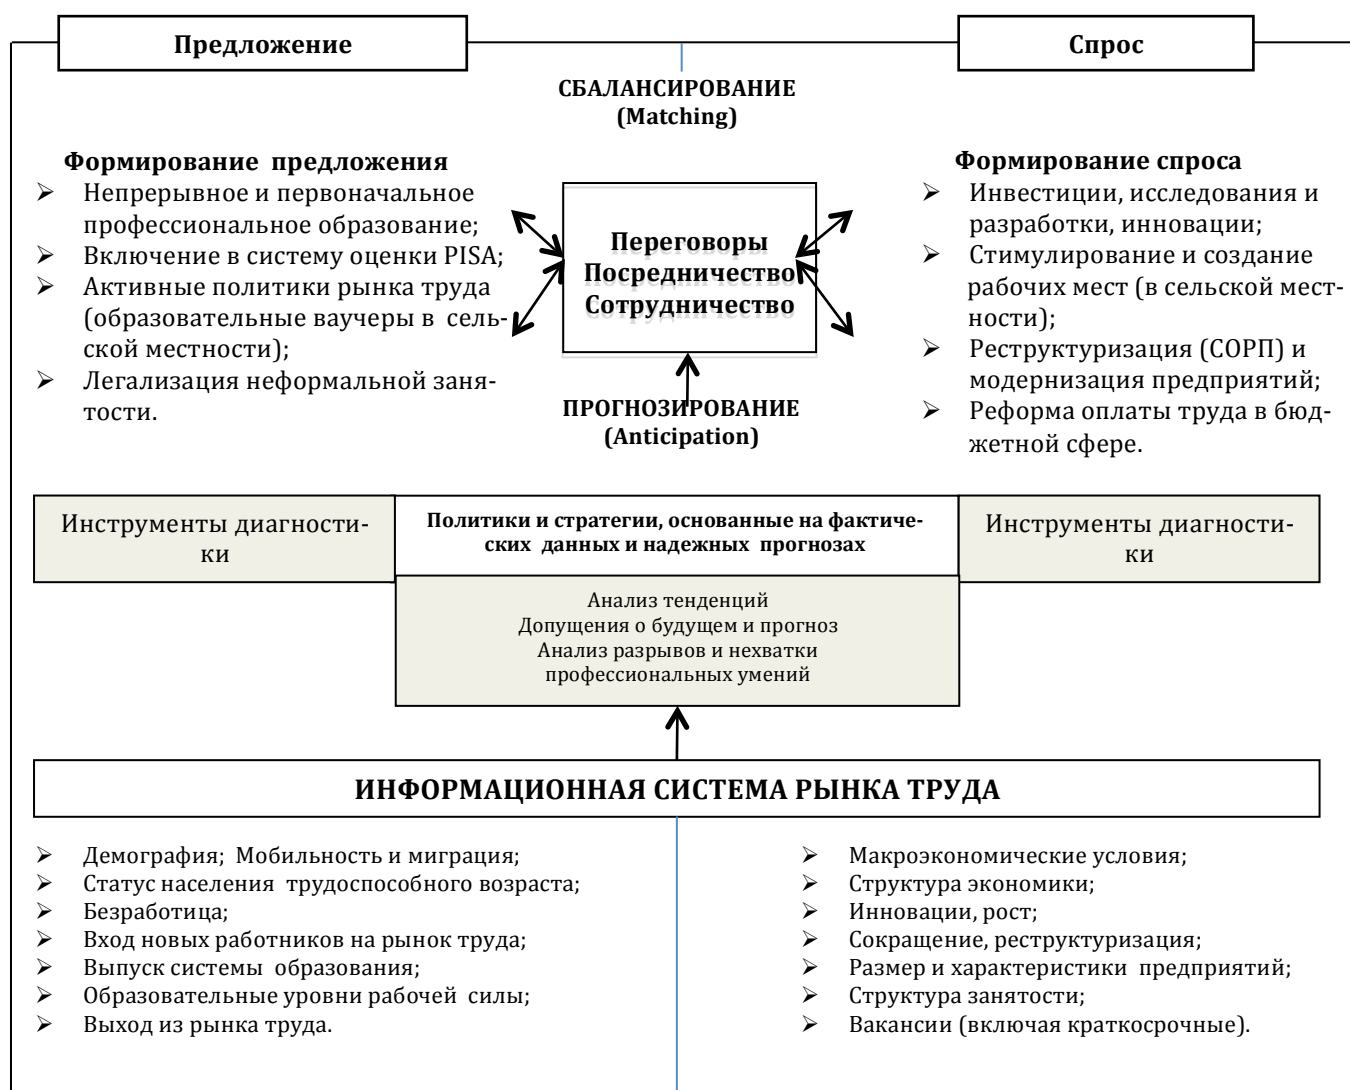 Предложение
Спрос
СБАЛАНСИРОВАНИЕ
(Matching)
Формирование предложения
➢ Непрерывное и первоначальное
профессиональное образование;
➢ Включение в систему оценки PISA;
➢ Активные политики рынка труда
(образовательные ваучеры в сель-
ской местности);
➢ Легализация неформальной заня-
тости.
Переговоры
Посредничество
Сотрудничество
ПРОГНОЗИРОВАНИЕ
(Anticipation)
Формирование спроса
➢ Инвестиции, исследования и
разработки, инновации;
➢ Стимулирование и создание
рабочих мест (в сельской мест-
ности);
➢ Реструктуризация (СОРП) и
модернизация предприятий;
➢ Реформа оплаты труда в бюд-
жетной сфере.
Инструменты диагности-
ки
Политики и стратегии, основанные на фактиче-
ских данных и надежных прогнозах
Инструменты диагности-
ки
Анализ тенденций
Допущения о будущем и прогноз
Анализ разрывов и нехватки
профессиональных умений
ИНФОРМАЦИОННАЯ СИСТЕМА РЫНКА ТРУДА
➢ Демография; Мобильность и миграция;
➢ Статус населения трудоспособного возраста;
➢ Безработица;
➢ Вход новых работников на рынок труда;
➢ Выпуск системы образования;
➢ Образовательные уровни рабочей силы;
➢ Выход из рынка труда.
➢ Макроэкономические условия;
➢ Структура экономики;
➢ Инновации, рост;
➢ Сокращение, реструктуризация;
➢ Размер и характеристики предприятий;
➢ Структура занятости;
➢ Вакансии (включая краткосрочные).